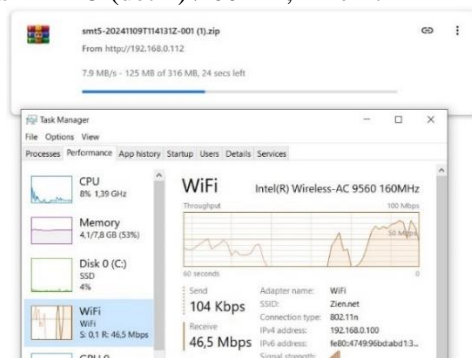 smt5-20241109T114131Z-001 (1).zip
From http://192.168.0.112
7.9 MB/s - 125 MB of 316 MB, 24 secs left
Task Manager
File Options View
Processes Performance App history Startup Users Details Services
CPU
8% 1,39 GHz
Memory
4,1/7,8 GB (53%)
Disk 0 (C:)
SSD
4%
WiFi
WiFi
S: 0,1 R: 46,5 Mbps
WiFi Intel(R) Wireless-AC 9560 160MHz
Throughput 100 Mbps
50 Mbps
60 seconds 0
Send
104 Kbps
Receive
46,5 Mbps
Adapter name: WiFi
SSID: Zien.net
Connection type: 802.11n
IPv4 address: 192.168.0.100
IPv6 address: fe80:4749:96bd:abd1:3...
Signal strength: